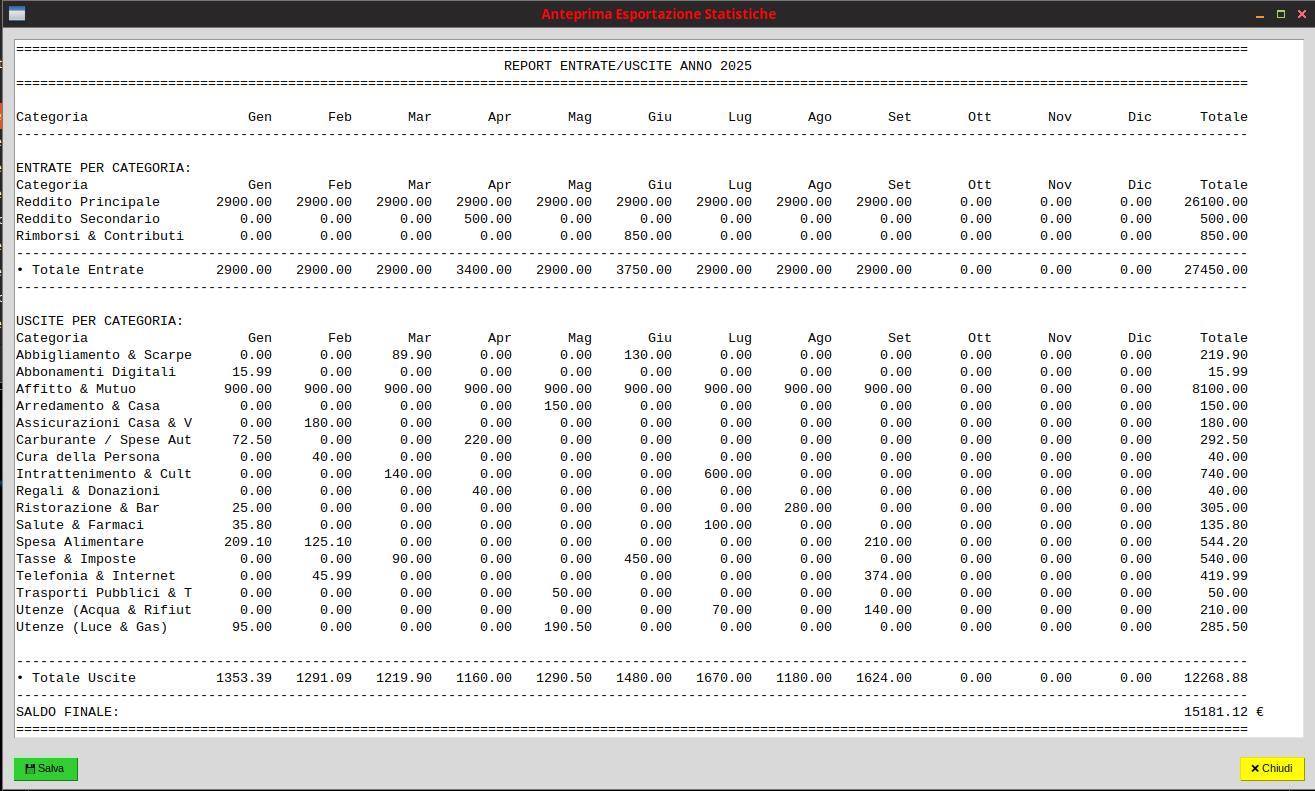 Anteprima Esportazione Statistiche
================================================================================
REPORT ENTRATE/USCITE ANNO 2025
================================================================================
Categoria Gen Feb Mar Apr Mag Giu Lug Ago Set Ott Nov Dic Totale
--------------------------------------------------------------------------------
ENTRATE PER CATEGORIA:
Categoria Gen Feb Mar Apr Mag Giu Lug Ago Set Ott Nov Dic Totale
Reddito Principale 2900.00 2900.00 2900.00 2900.00 2900.00 2900.00 2900.00 2900.00 2900.00 0.00 0.00 0.00 26100.00
Reddito Secondario 0.00 0.00 0.00 500.00 0.00 0.00 0.00 0.00 0.00 0.00 0.00 0.00 500.00
Rimborsi & Contributi 0.00 0.00 0.00 0.00 0.00 850.00 0.00 0.00 0.00 0.00 0.00 0.00 850.00
--------------------------------------------------------------------------------
• Totale Entrate 2900.00 2900.00 2900.00 3400.00 2900.00 3750.00 2900.00 2900.00 2900.00 0.00 0.00 0.00 27450.00
--------------------------------------------------------------------------------
USCITE PER CATEGORIA:
Categoria Gen Feb Mar Apr Mag Giu Lug Ago Set Ott Nov Dic Totale
Abbigliamento & Scarpe 0.00 0.00 89.90 0.00 0.00 130.00 0.00 0.00 0.00 0.00 0.00 0.00 219.90
Abbonamenti Digitali 15.99 0.00 0.00 0.00 0.00 0.00 0.00 0.00 0.00 0.00 0.00 0.00 15.99
Affitto & Mutuo 900.00 900.00 900.00 900.00 900.00 900.00 900.00 900.00 900.00 0.00 0.00 0.00 8100.00
Arredamento & Casa 0.00 0.00 0.00 0.00 150.00 0.00 0.00 0.00 0.00 0.00 0.00 0.00 150.00
Assicurazioni Casa & V 0.00 180.00 0.00 0.00 0.00 0.00 0.00 0.00 0.00 0.00 0.00 0.00 180.00
Carburante / Spese Aut 72.50 0.00 0.00 220.00 0.00 0.00 0.00 0.00 0.00 0.00 0.00 0.00 292.50
Cura della Persona 0.00 40.00 0.00 0.00 0.00 0.00 0.00 0.00 0.00 0.00 0.00 0.00 40.00
Intrattenimento & Cult 0.00 0.00 140.00 0.00 0.00 0.00 600.00 0.00 0.00 0.00 0.00 0.00 740.00
Regali & Donazioni 0.00 0.00 0.00 40.00 0.00 0.00 0.00 0.00 0.00 0.00 0.00 0.00 40.00
Ristorazione & Bar 25.00 0.00 0.00 0.00 0.00 0.00 0.00 280.00 0.00 0.00 0.00 0.00 305.00
Salute & Farmaci 35.80 0.00 0.00 0.00 0.00 0.00 100.00 0.00 0.00 0.00 0.00 0.00 135.80
Spesa Alimentare 209.10 125.10 0.00 0.00 0.00 0.00 0.00 0.00 210.00 0.00 0.00 0.00 544.20
Tasse & Imposte 0.00 0.00 90.00 0.00 0.00 450.00 0.00 0.00 0.00 0.00 0.00 0.00 540.00
Telefonia & Internet 0.00 45.99 0.00 0.00 0.00 0.00 0.00 0.00 374.00 0.00 0.00 0.00 419.99
Trasporti Pubblici & T 0.00 0.00 0.00 0.00 50.00 0.00 0.00 0.00 0.00 0.00 0.00 0.00 50.00
Utenze (Acqua & Rifiut 0.00 0.00 0.00 0.00 0.00 0.00 70.00 0.00 140.00 0.00 0.00 0.00 210.00
Utenze (Luce & Gas) 95.00 0.00 0.00 0.00 190.50 0.00 0.00 0.00 0.00 0.00 0.00 0.00 285.50
--------------------------------------------------------------------------------
• Totale Uscite 1353.39 1291.09 1219.90 1160.00 1290.50 1480.00 1670.00 1180.00 1624.00 0.00 0.00 0.00 12268.88
--------------------------------------------------------------------------------
SALDO FINALE: 15181.12 €
================================================================================
Salva
Chiudi